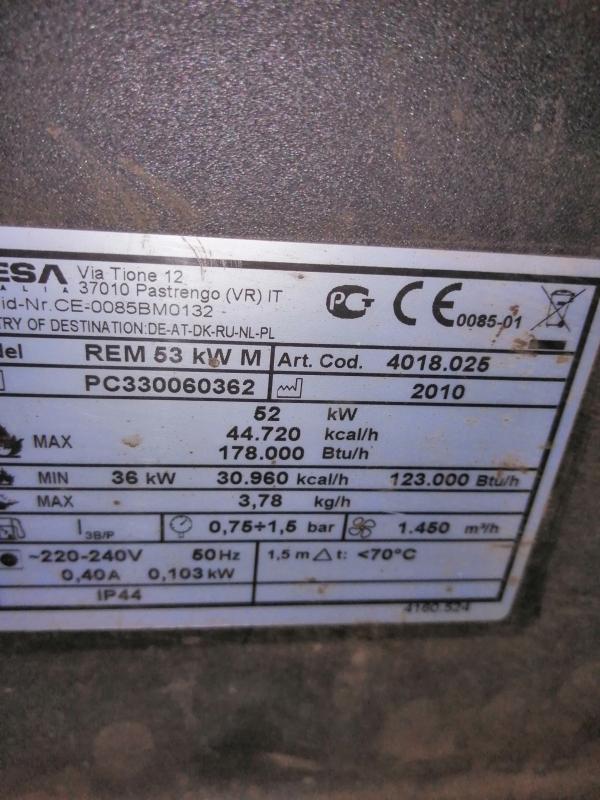 ESA Via Tione 12
ALIA 37010 Pastrengo (VR) IT
id-Nr.CE-0085BM0132 - 0085-01
TRY OF DESTINATION:DE-AT-DK-RU-NL-PL
del REM 53 kW M Art. Cod. 4018.025
PC330060362 2010
52 kW
MAX 44.720 kcal/h
178.000 Btu/h
MIN 36 kW 30.960 kcal/h 123.000 Btu/h
MAX 3,78 kg/h
I3B/P 0,75÷1,5 bar 1.450 m³/h
~220-240V 50 Hz 1,5 m △ t: <70°C
0,40A 0,103 kW
IP44
4160.524